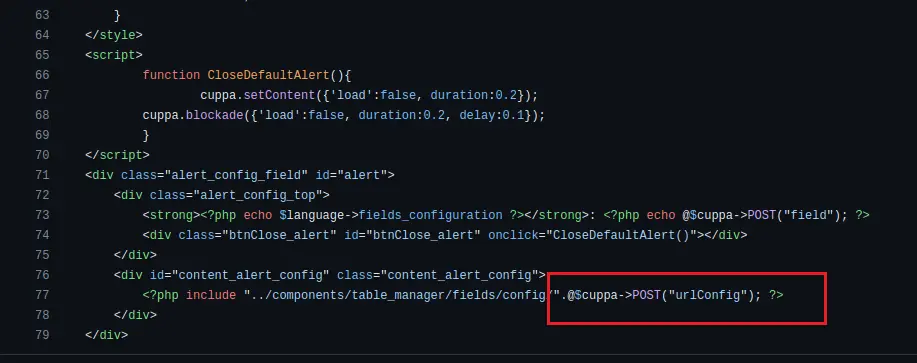 63 }
64 </style>
65 <script>
66 function CloseDefaultAlert(){
67 cuppa.setContent({'load':false, duration:0.2});
68 cuppa.blockade({'load':false, duration:0.2, delay:0.1});
69 }
70 </script>
71 <div class="alert_config_field" id="alert">
72 <div class="alert_config_top">
73 <strong><?php echo $language->fields_configuration ?></strong>: <?php echo @$cuppa->POST("field"); ?>
74 <div class="btnClose_alert" id="btnClose_alert" onclick="CloseDefaultAlert()"></div>
75 </div>
76 <div id="content_alert_config" class="content_alert_config">
77 <?php include "../components/table_manager/fields/config/".@$cuppa->POST("urlConfig"); ?>
78 </div>
79 </div>